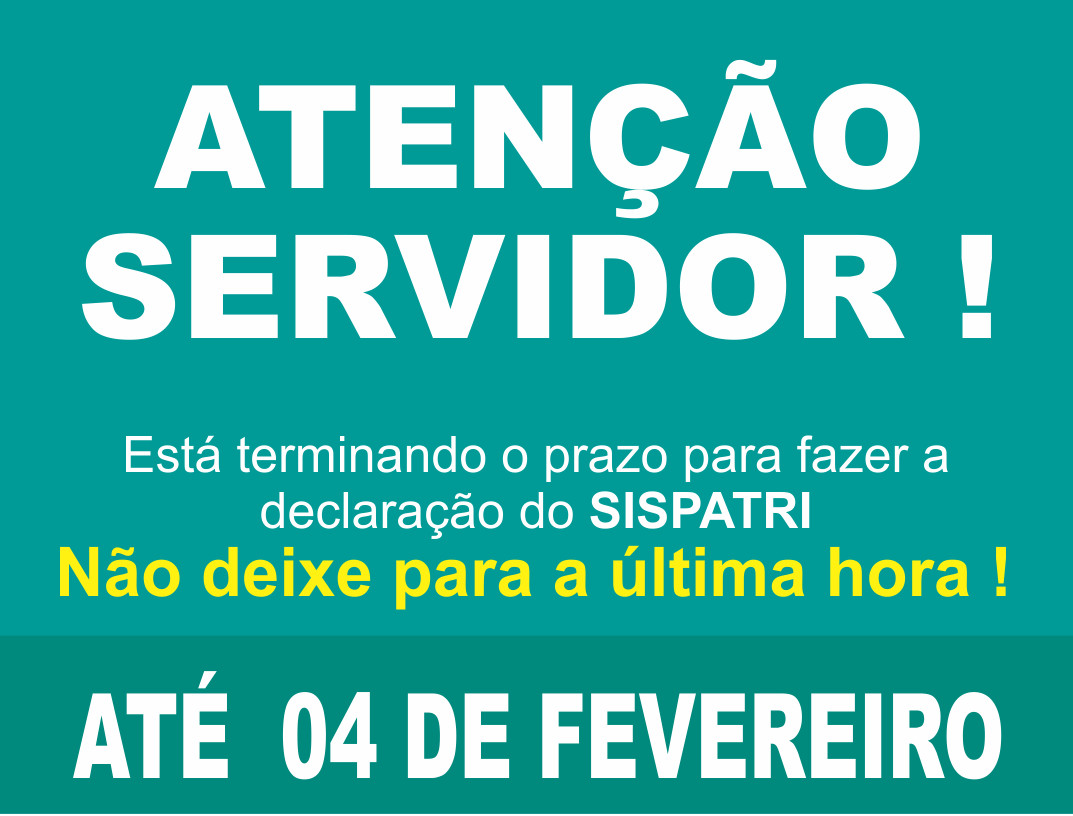 ATENÇÃO
SERVIDOR !
Está terminando o prazo para fazer a
declaração do SISPATRI
Não deixe para a última hora !
ATÉ 04 DE FEVEREIRO